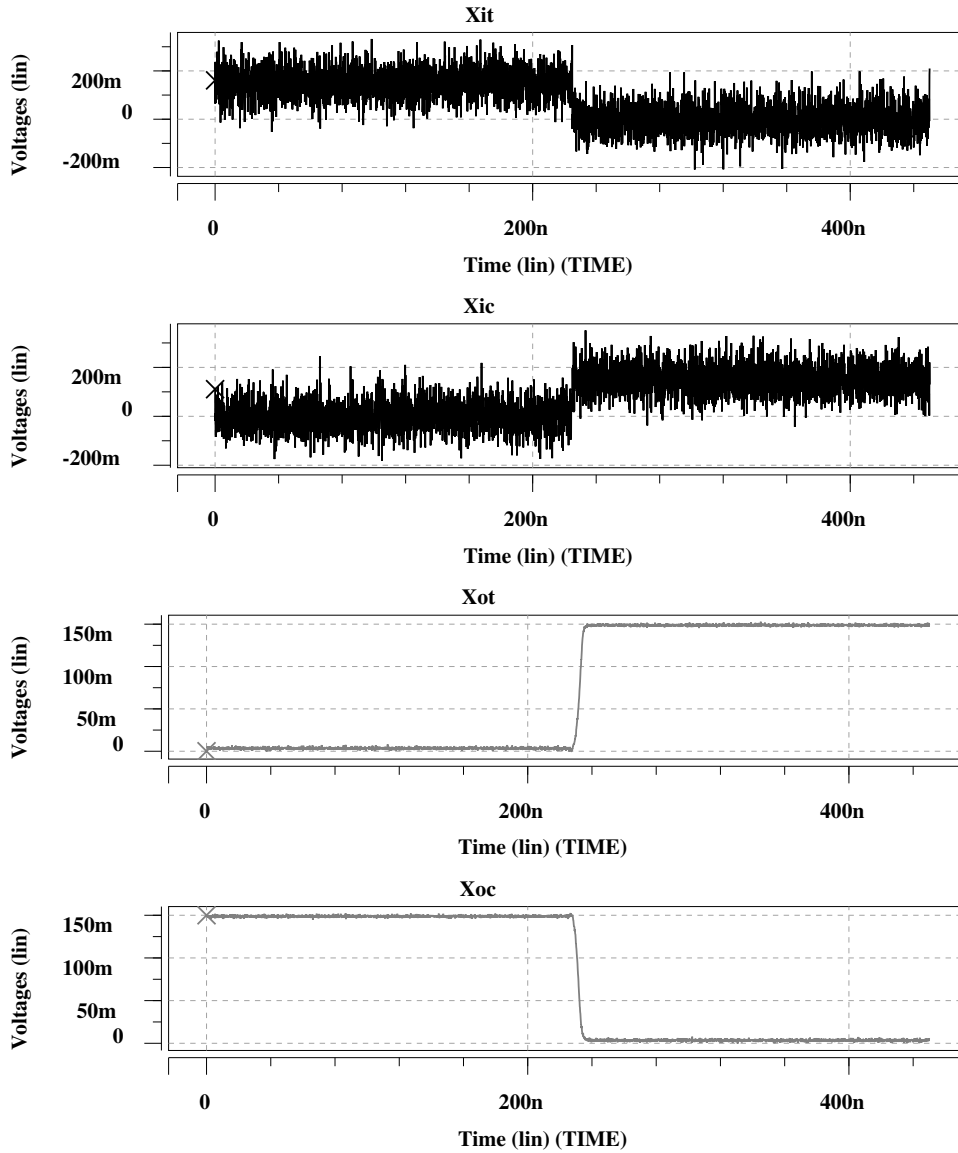 Xit
Voltages (lin)
200m
0
-200m
0
200n
400n
Time (lin) (TIME)
Xic
Voltages (lin)
200m
0
-200m
0
200n
400n
Time (lin) (TIME)
Xot
Voltages (lin)
150m
100m
50m
0
0
200n
400n
Time (lin) (TIME)
Xoc
Voltages (lin)
150m
100m
50m
0
0
200n
400n
Time (lin) (TIME)